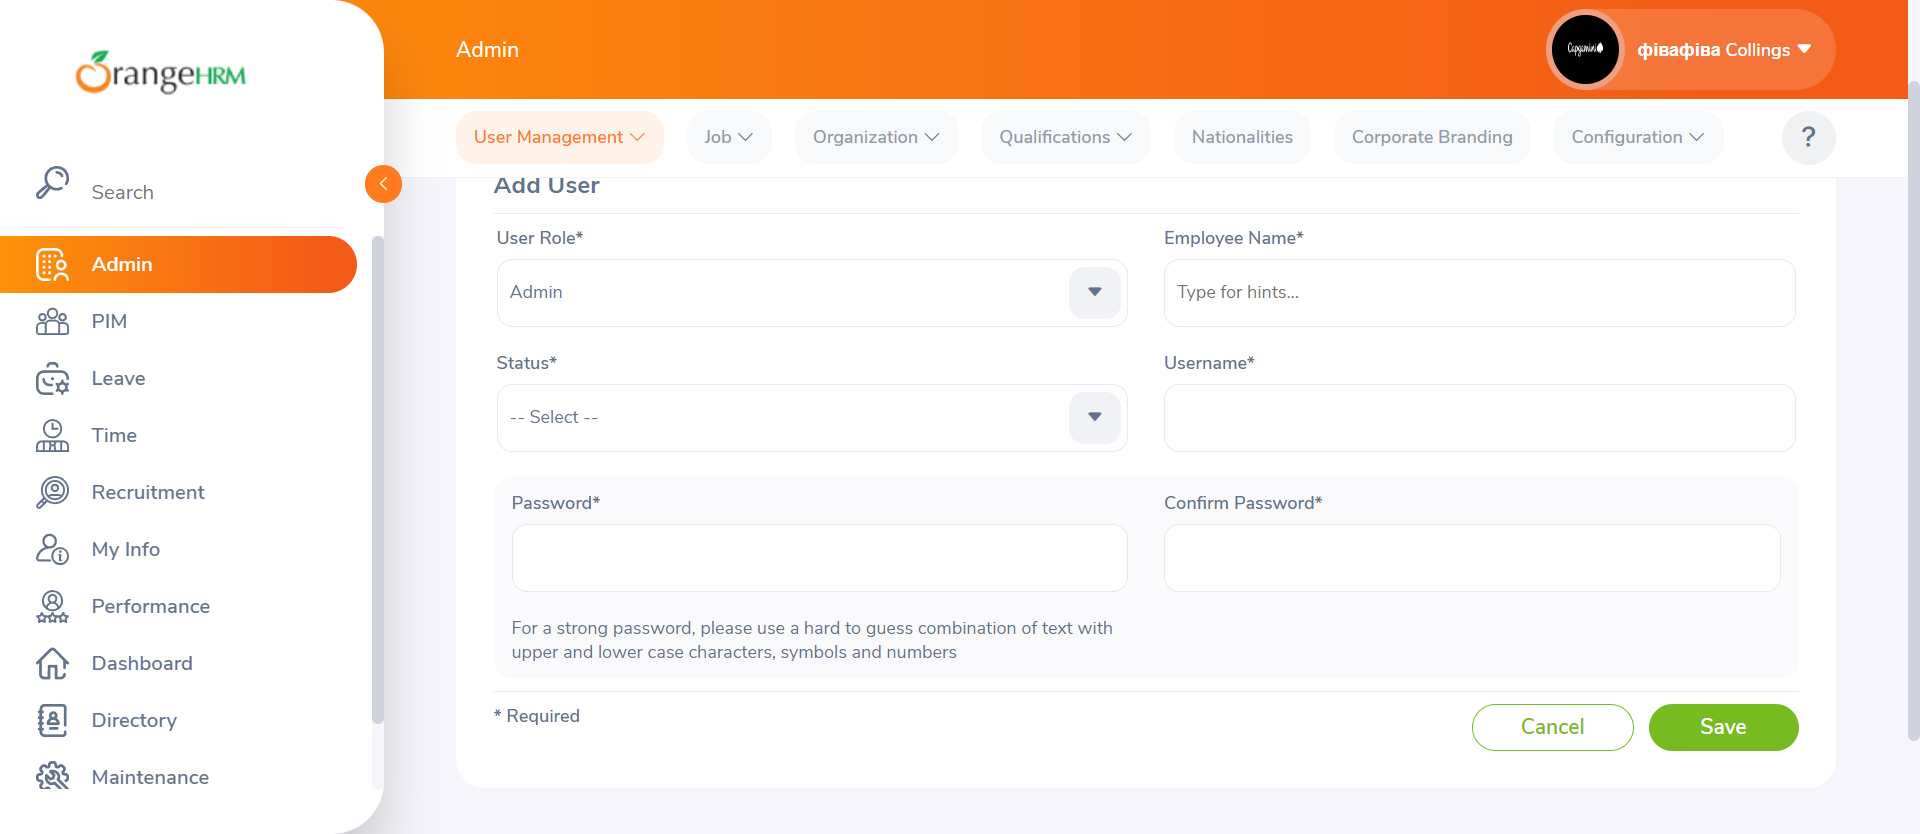 OrangeHRM
Search
Admin
PIM
Leave
Time
Recruitment
My Info
Performance
Dashboard
Directory
Maintenance
Admin
Capgemini
фівафіва Collings
User Management
Job
Organization
Qualifications
Nationalities
Corporate Branding
Configuration
?
Add User
User Role*
Employee Name*
Admin
Type for hints...
Status*
Username*
-- Select --
Password*
Confirm Password*
For a strong password, please use a hard to guess combination of text with
upper and lower case characters, symbols and numbers
* Required
Cancel
Save